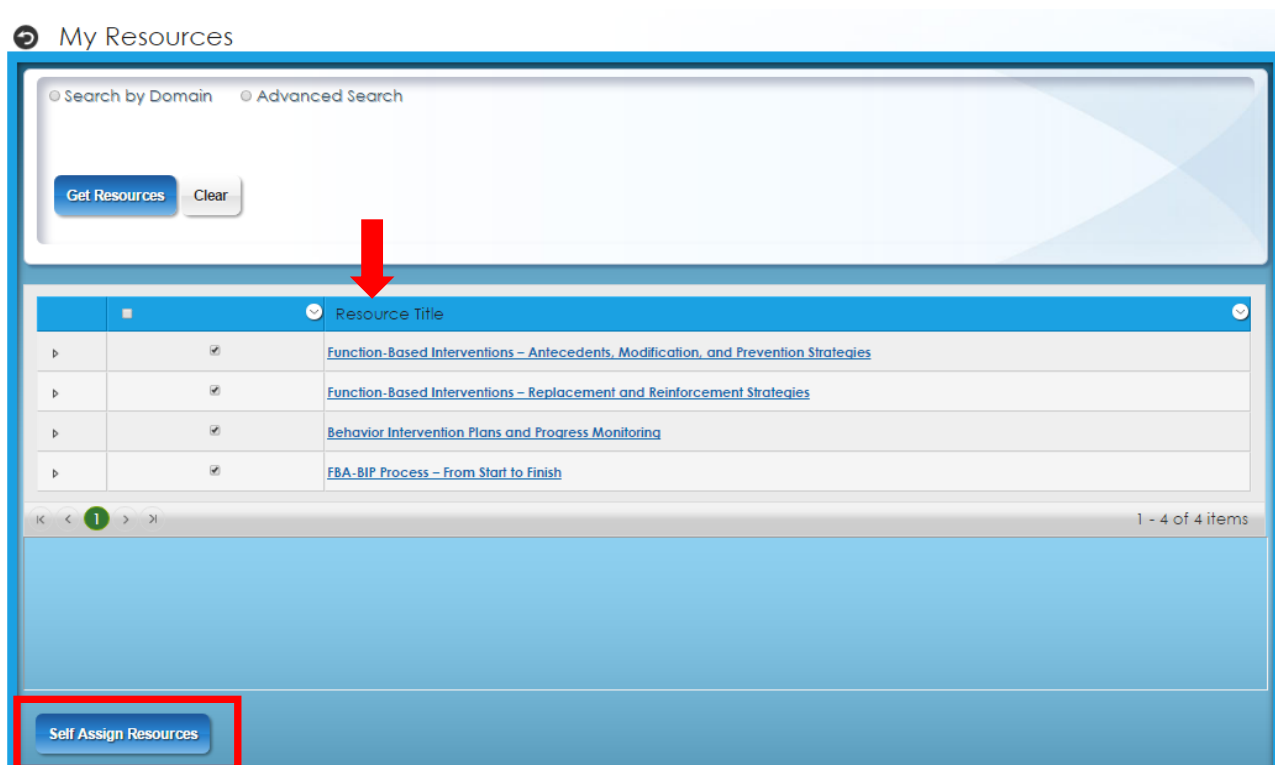 My Resources
Search by Domain Advanced Search
Get Resources Clear
Resource Title
Function-Based Interventions – Antecedents, Modification, and Prevention Strategies
Function-Based Interventions – Replacement and Reinforcement Strategies
Behavior Intervention Plans and Progress Monitoring
FBA-BIP Process – From Start to Finish
1 1 - 4 of 4 items
Self Assign Resources